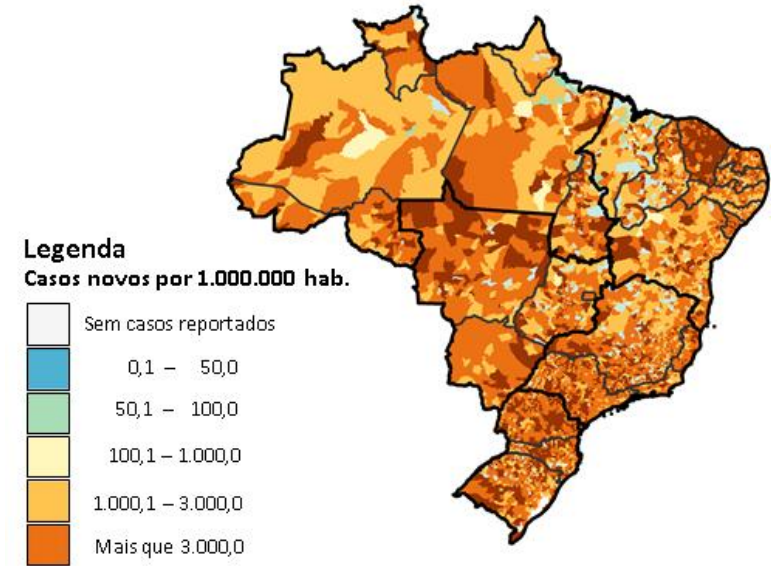 Legenda
Casos novos por 1.000.000 hab.
Sem casos reportados
0,1 – 50,0
50,1 – 100,0
100,1 – 1.000,0
1.000,1 – 3.000,0
Mais que 3.000,0